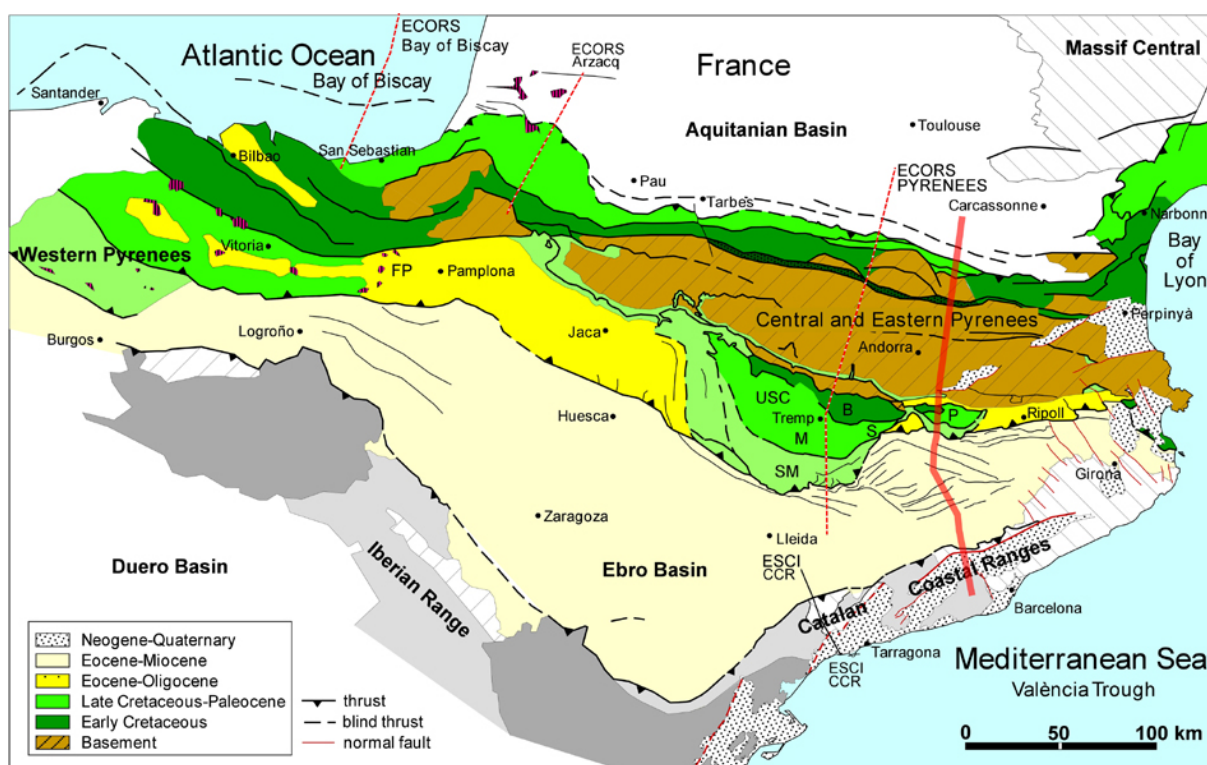 ECORS
Bay of Biscay
Atlantic Ocean
Bay of Biscay
ECORS
Arzacq
France
Massif Central
Santander
Aquitanian Basin
Toulouse
Bilbao
San Sebastian
Pau
Tarbes
ECORS
PYRENEES
Carcassonne
Narbonn
Bay
of
Lyon
Western Pyrenees
Vitoria
FP
Pamplona
Central and Eastern Pyrenees
Perpinyà
Burgos
Logroño
Jaca
Andorra
USC
B
Tremp
M
S
P
Ripoll
Huesca
SM
Girona
Zaragoza
Lleida
Duero Basin
Iberian Range
Ebro Basin
ESCI
CCR
Catalan
Coastal Ranges
Barcelona
Tarragona
ESCI
CCR
Mediterranean Sea
València Trough
Neogene-Quaternary
Eocene-Miocene
Eocene-Oligocene
Late Cretaceous-Paleocene
Early Cretaceous
Basement
thrust
blind thrust
normal fault
0 50 100 km